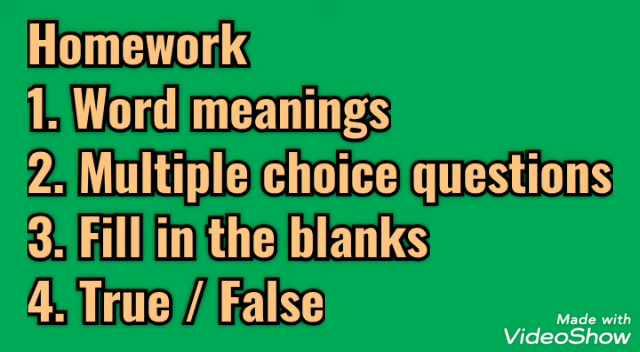 Homework
1. Word meanings
2. Multiple choice questions
3. Fill in the blanks
4. True / False
Made with
VideoShow